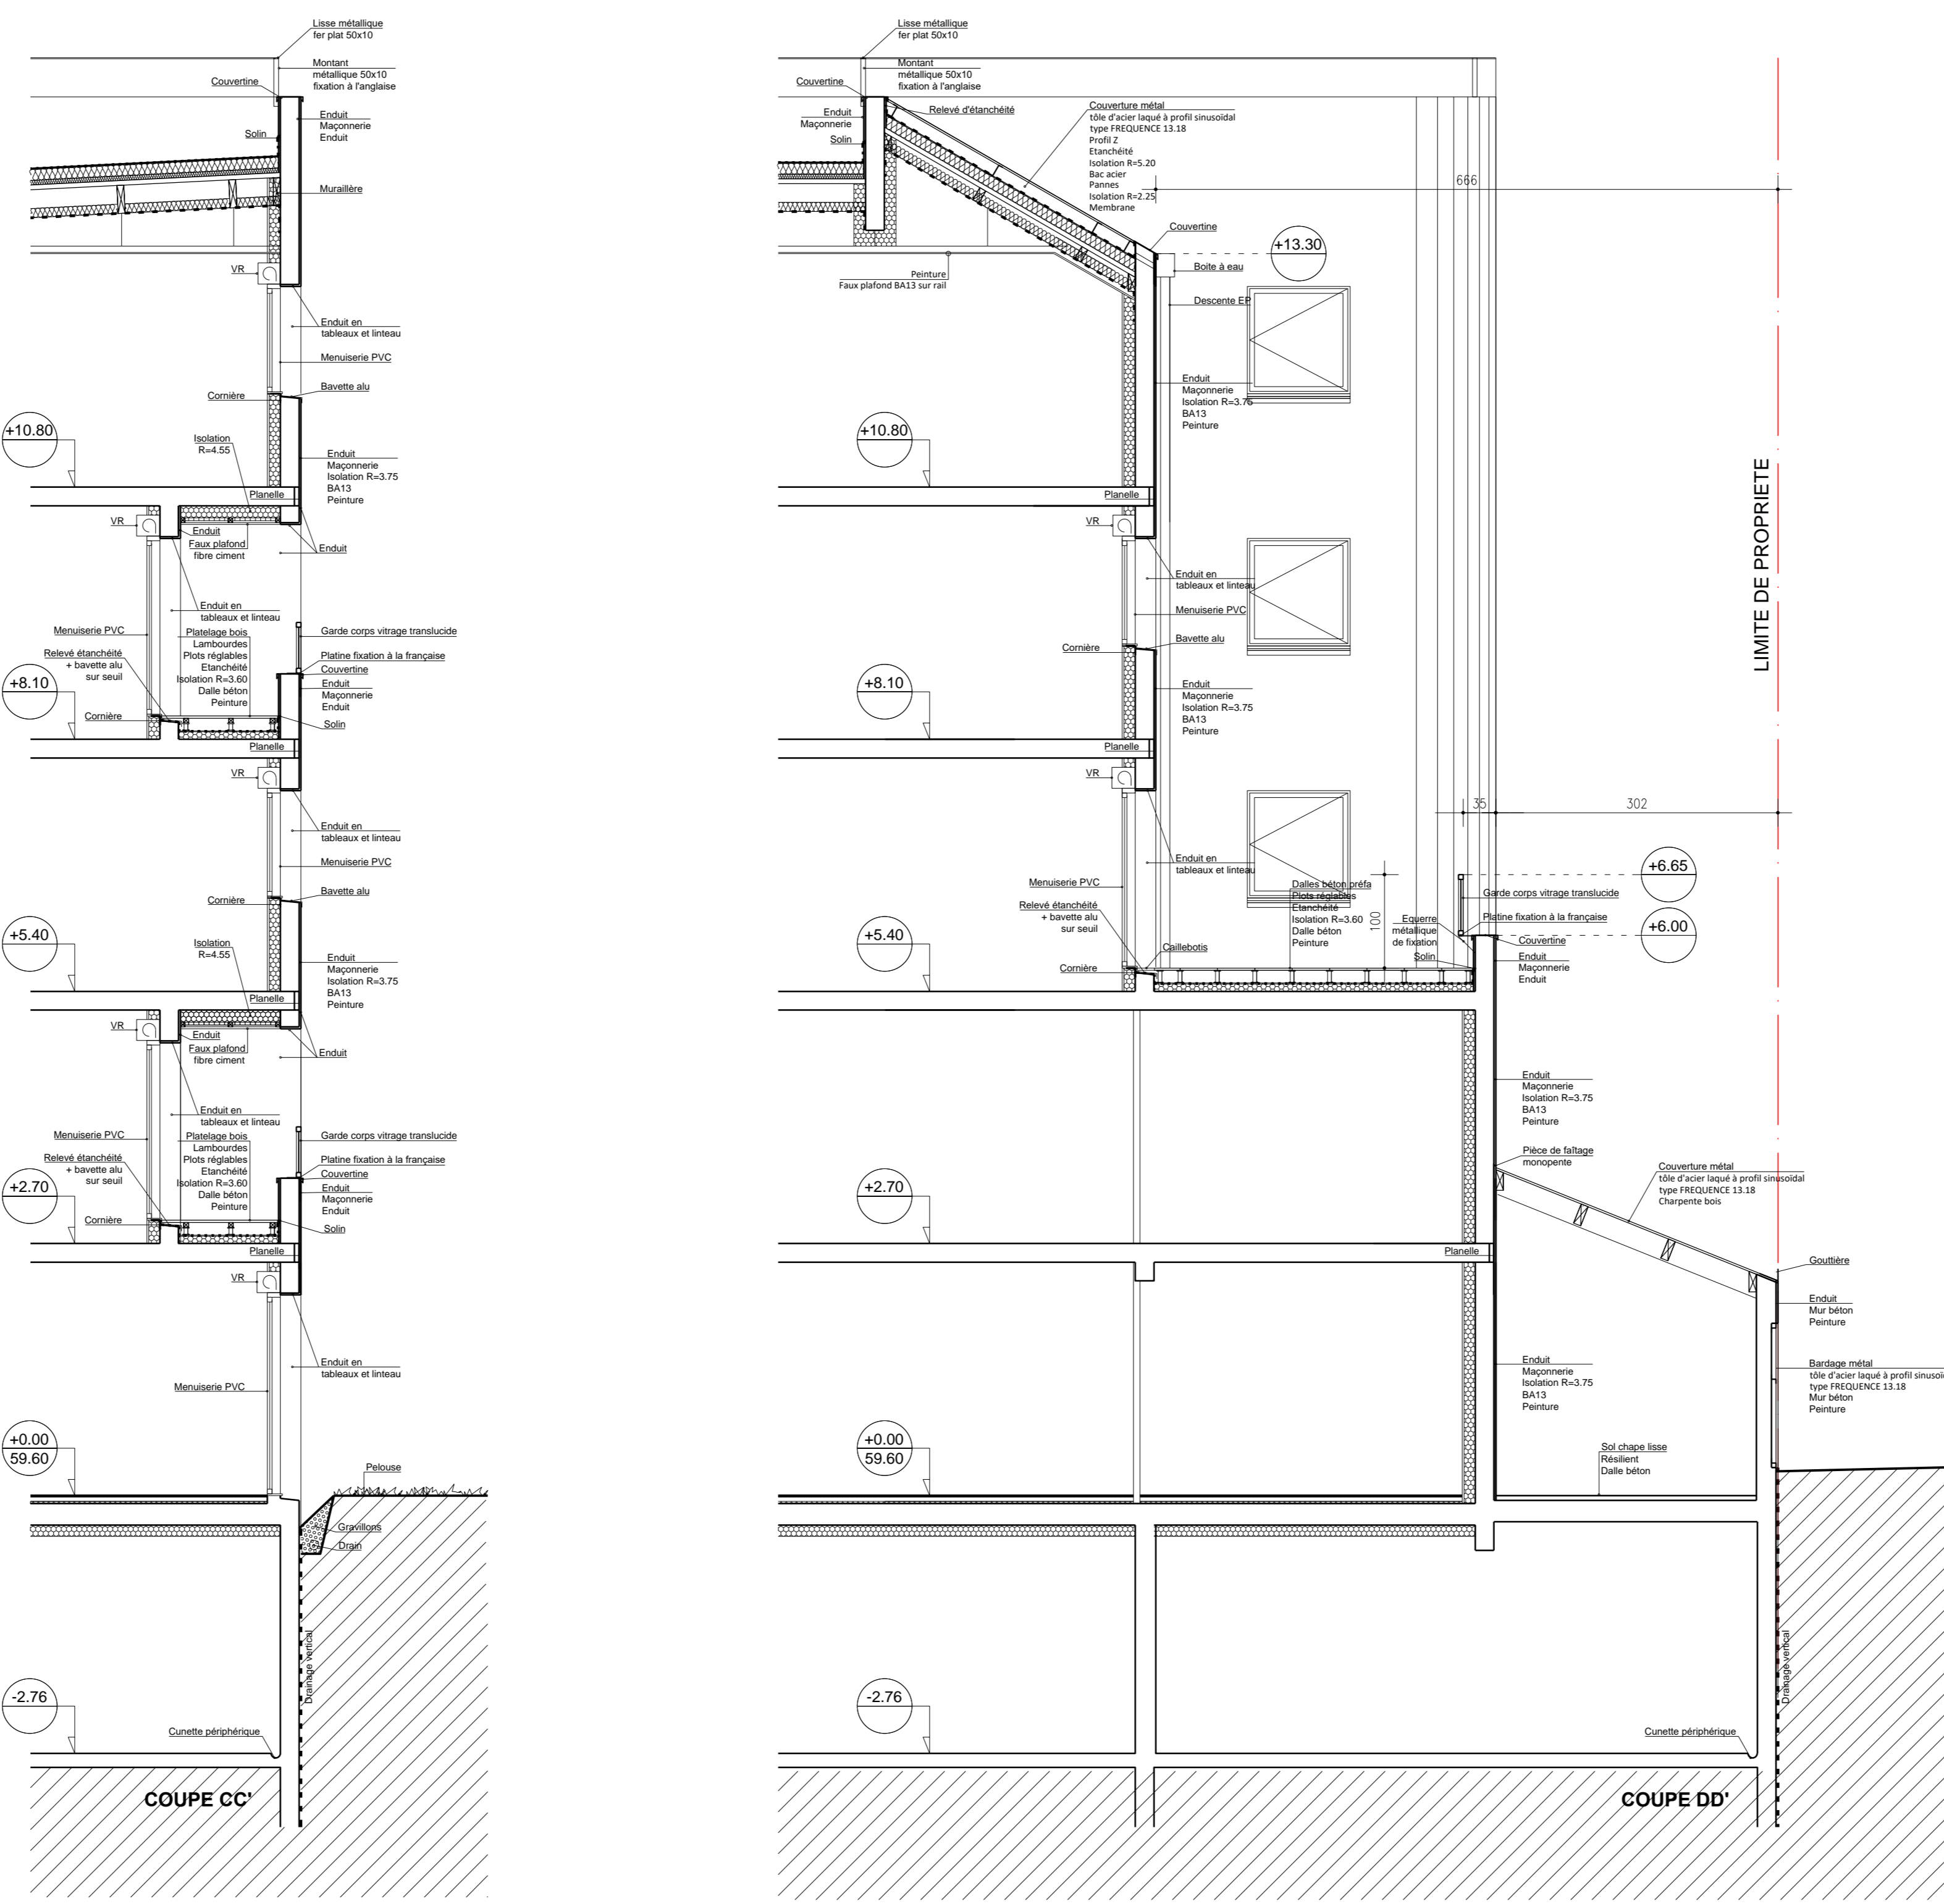 Lisse métallique
fer plat 50x10
Montant
métallique 50x10
fixation à l'anglaise
Couvertine
Enduit
Maçonnerie
Enduit
Solin
Muraillère
VR
Enduit en
tableaux et linteau
Menuiserie PVC
Bavette alu
Cornière
+10.80
Isolation
R=4.55
Enduit
Maçonnerie
Isolation R=3.75
BA13
Peinture
Planelle
VR
Enduit
Faux plafond
fibre ciment
Enduit
Enduit en
tableaux et linteau
Menuiserie PVC
Platelage bois
Lambourdes
Plots réglables
Etanchéité
Isolation R=3.60
Dalle béton
Peinture
Garde corps vitrage translucide
Relevé étanchéité
+ bavette alu
sur seuil
Platine fixation à la française
Couvertine
Enduit
Maçonnerie
Enduit
+8.10
Cornière
Solin
Planelle
VR
Enduit en
tableaux et linteau
Menuiserie PVC
Bavette alu
Cornière
+5.40
Isolation
R=4.55
Enduit
Maçonnerie
Isolation R=3.75
BA13
Peinture
Planelle
VR
Enduit
Faux plafond
fibre ciment
Enduit
Enduit en
tableaux et linteau
Menuiserie PVC
Platelage bois
Lambourdes
Plots réglables
Etanchéité
Isolation R=3.60
Dalle béton
Peinture
Garde corps vitrage translucide
Relevé étanchéité
+ bavette alu
sur seuil
Platine fixation à la française
Couvertine
Enduit
Maçonnerie
Enduit
+2.70
Cornière
Solin
Planelle
VR
Enduit en
tableaux et linteau
Menuiserie PVC
+0.00
59.60
Pelouse
Gravillons
Drain
Drainage vertical
-2.76
Cunette périphérique
COUPE CC'
Lisse métallique
fer plat 50x10
Montant
métallique 50x10
fixation à l'anglaise
Couvertine
Enduit
Maçonnerie
Solin
Relevé d'étanchéité
Couverture métal
tôle d'acier laqué à profil sinusoïdal
type FREQUENCE 13.18
Profil Z
Etanchéité
Isolation R=5.20
Bac acier
Pannes
Isolation R=2.25
Membrane
666
Couvertine
+13.30
Boite à eau
Peinture
Faux plafond BA13 sur rail
Descente EP
Enduit
Maçonnerie
Isolation R=3.75
BA13
Peinture
+10.80
Planelle
VR
LIMITE DE PROPRIETE
Enduit en
tableaux et linteau
Menuiserie PVC
Bavette alu
Cornière
+8.10
Enduit
Maçonnerie
Isolation R=3.75
BA13
Peinture
Planelle
VR
35
302
Enduit en
tableaux et linteau
Menuiserie PVC
Relevé étanchéité
+ bavette alu
sur seuil
Dalles béton préfa
Plots réglables
Etanchéité
Isolation R=3.60
Dalle béton
Peinture
100
Equerre
métallique
de fixation
+6.65
Garde corps vitrage translucide
Platine fixation à la française
+6.00
+5.40
Caillebotis
Cornière
Solin
Couvertine
Enduit
Maçonnerie
Enduit
Enduit
Maçonnerie
Isolation R=3.75
BA13
Peinture
Pièce de faîtage
monopente
Couverture métal
tôle d'acier laqué à profil sinusoïdal
type FREQUENCE 13.18
Charpente bois
+2.70
Planelle
Gouttière
Enduit
Mur béton
Peinture
Enduit
Maçonnerie
Isolation R=3.75
BA13
Peinture
Bardage métal
tôle d'acier laqué à profil sinusoï
type FREQUENCE 13.18
Mur béton
Peinture
+0.00
59.60
Sol chape lisse
Résilient
Dalle béton
Drainage vertical
-2.76
Cunette périphérique
COUPE DD'